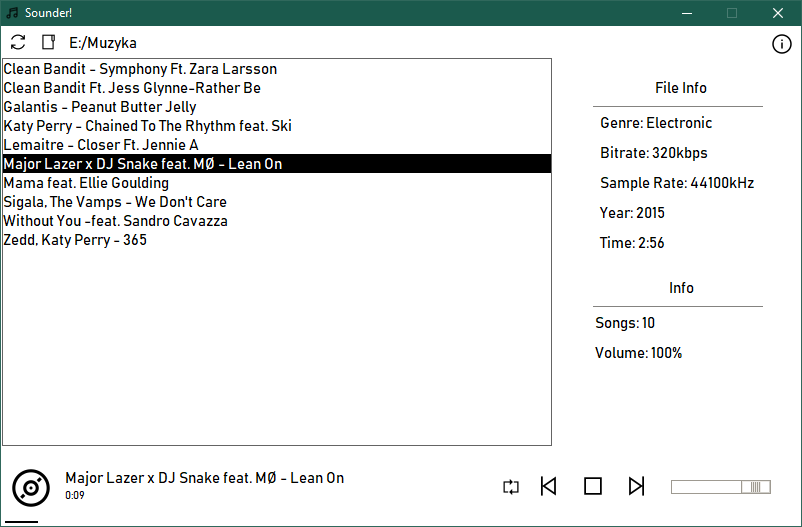 Sounder!
E:/Muzyka
Clean Bandit - Symphony Ft. Zara Larsson
Clean Bandit Ft. Jess Glynne-Rather Be
Galantis - Peanut Butter Jelly
Katy Perry - Chained To The Rhythm feat. Ski
Lemaitre - Closer Ft. Jennie A
Major Lazer x DJ Snake feat. MØ - Lean On
Mama feat. Ellie Goulding
Sigala, The Vamps - We Don't Care
Without You -feat. Sandro Cavazza
Zedd, Katy Perry - 365
File Info
Genre: Electronic
Bitrate: 320kbps
Sample Rate: 44100kHz
Year: 2015
Time: 2:56
Info
Songs: 10
Volume: 100%
Major Lazer x DJ Snake feat. MØ - Lean On
0:09